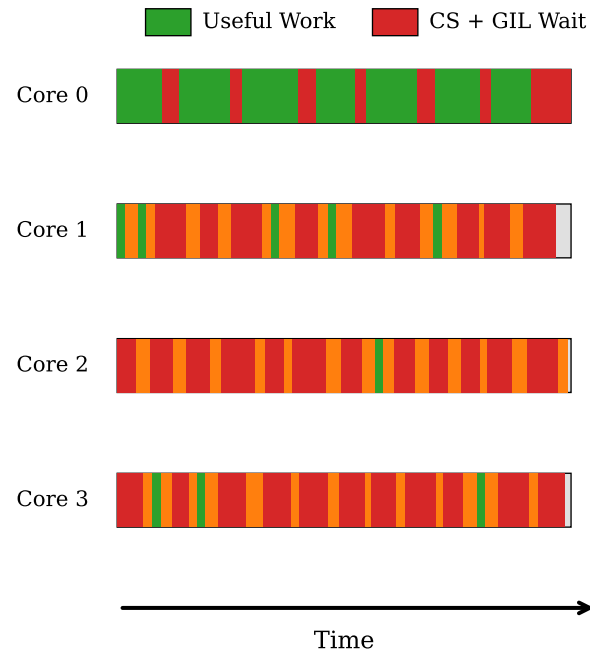 Useful Work CS + GIL Wait
Core 0
Core 1
Core 2
Core 3
Time